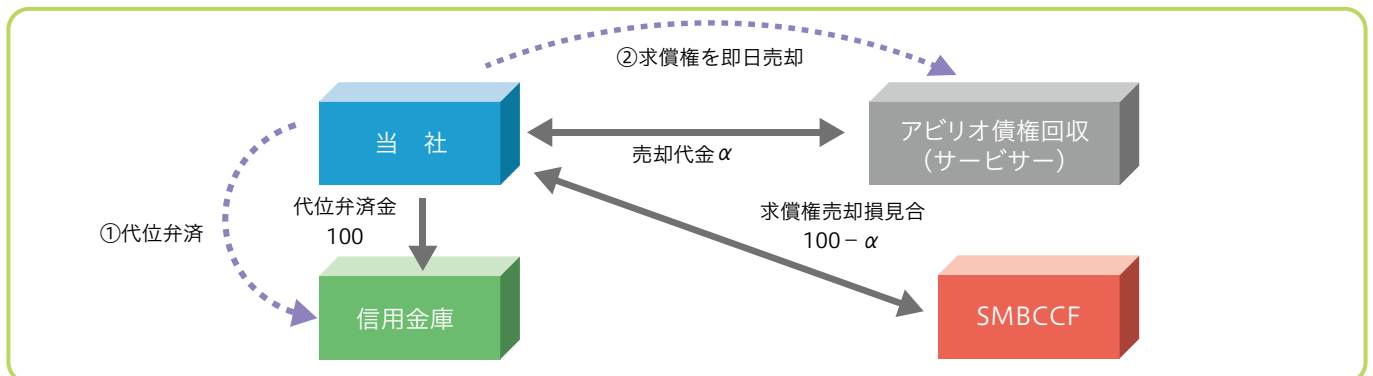 ②求償権を即日売却
当　社
アビリオ債権回収
（サービサー）
売却代金α
代位弁済金
100
求償権売却損見合
100－α
①代位弁済
信用金庫
SMBCCF